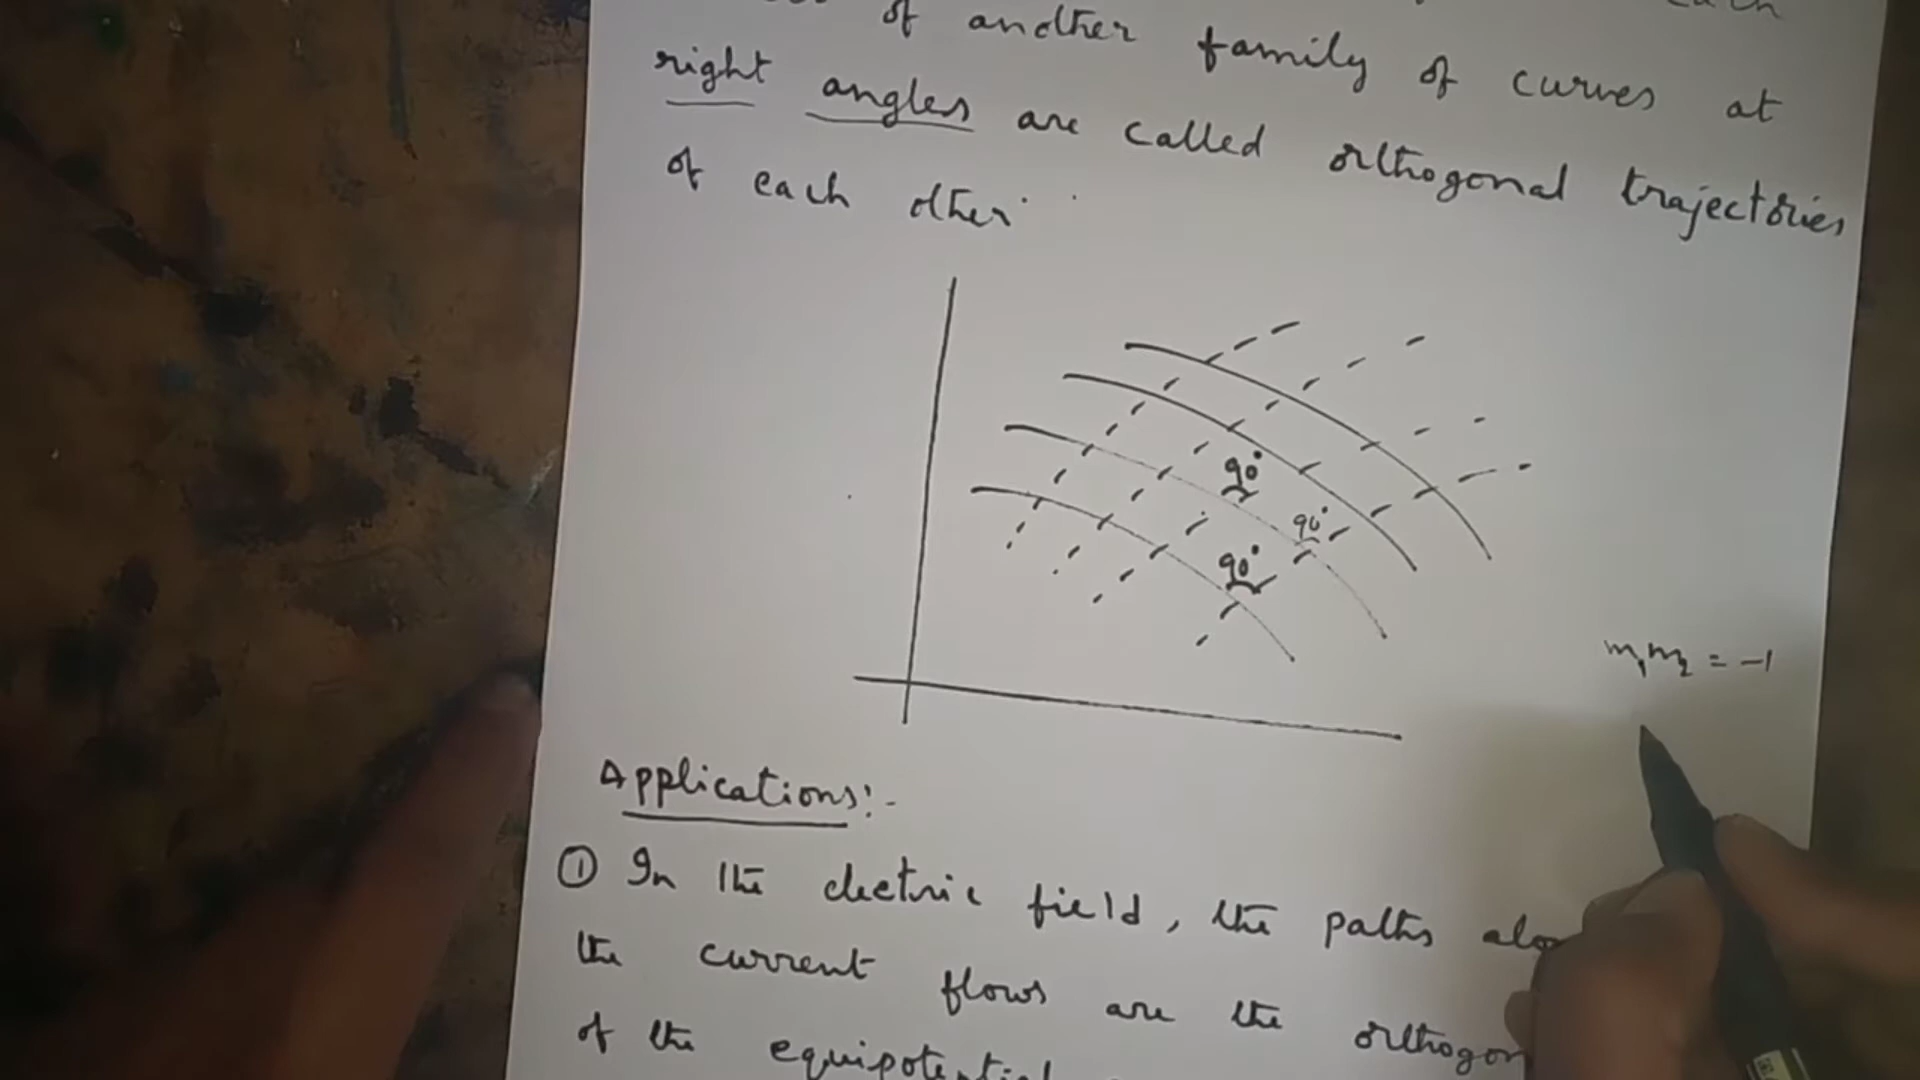 of another family of curves at
right angles are called orthogonal trajectories
of each other.
90°
90°
90°
m₁m₂ = -1
Applications:-
① In the electric field, the paths
the current flows are the
of the